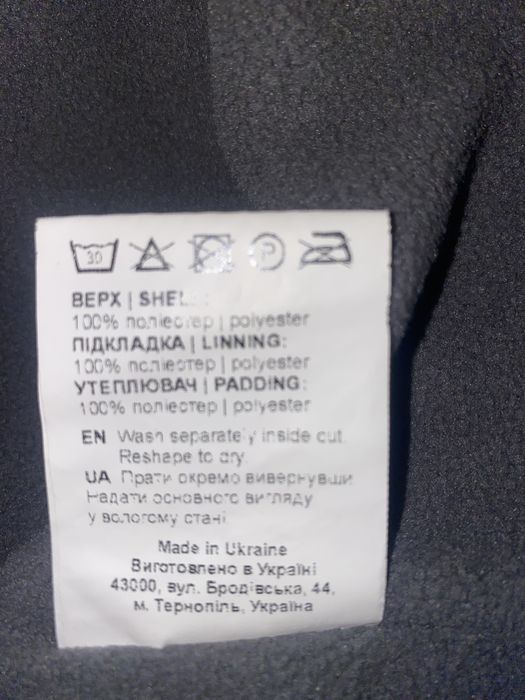 30 P
ВЕРХ | SHELL:
100% поліестер | polyester
ПІДКЛАДКА | LINNING:
100% поліестер | polyester
УТЕПЛЮВАЧ | PADDING:
100% поліестер | polyester
EN Wash separately inside out.
Reshape to dry.
UA Прати окремо вивернувши
Надати основного вигляду
у вологому стані
Made in Ukraine
Виготовлено в Україні
43000, вул. Бродівська, 44,
м. Тернопіль, Україна